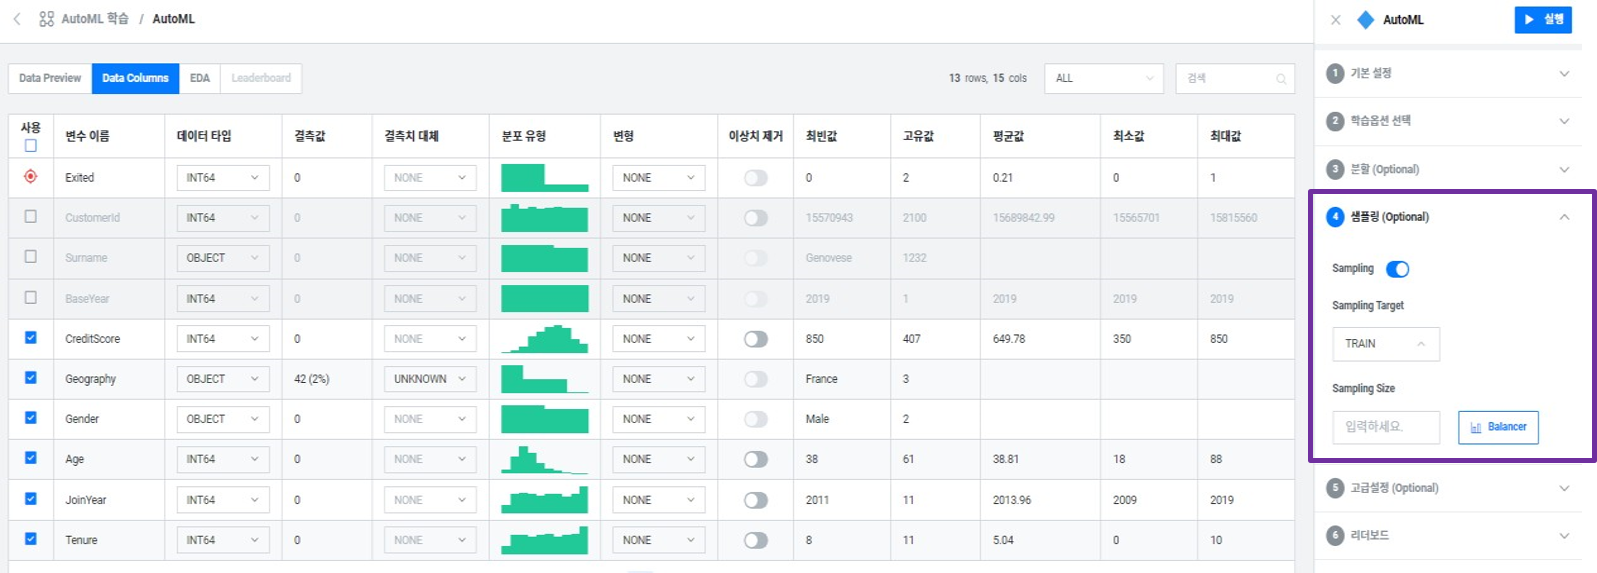 AutoML 학습 / AutoML
AutoML
실행
Data Preview Data Columns EDA Leaderboard
13 rows, 15 cols
ALL
검색
사용 변수 이름 데이터 타입 결측값 결측치 대체 분포 유형 변형 이상치 제거 최빈값 고유값 평균값 최소값 최대값
Exited INT64 0 NONE NONE 0 2 0.21 0 1
CustomerId INT64 0 NONE NONE 15570943 2100 15689842.99 15565701 15815560
Surname OBJECT 0 NONE NONE Genovese 1232
BaseYear INT64 0 NONE NONE 2019 1 2019 2019 2019
CreditScore INT64 0 NONE NONE 850 407 649.78 350 850
Geography OBJECT 42 (2%) UNKNOWN NONE France 3
Gender OBJECT 0 NONE NONE Male 2
Age INT64 0 NONE NONE 38 61 38.81 18 88
JoinYear INT64 0 NONE NONE 2011 11 2013.96 2009 2019
Tenure INT64 0 NONE NONE 8 11 5.04 0 10
1 기본 설정
2 학습옵션 선택
3 분할 (Optional)
4 샘플링 (Optional)
Sampling
Sampling Target
TRAIN
Sampling Size
입력하세요.
Balancer
5 고급설정 (Optional)
6 리더보드